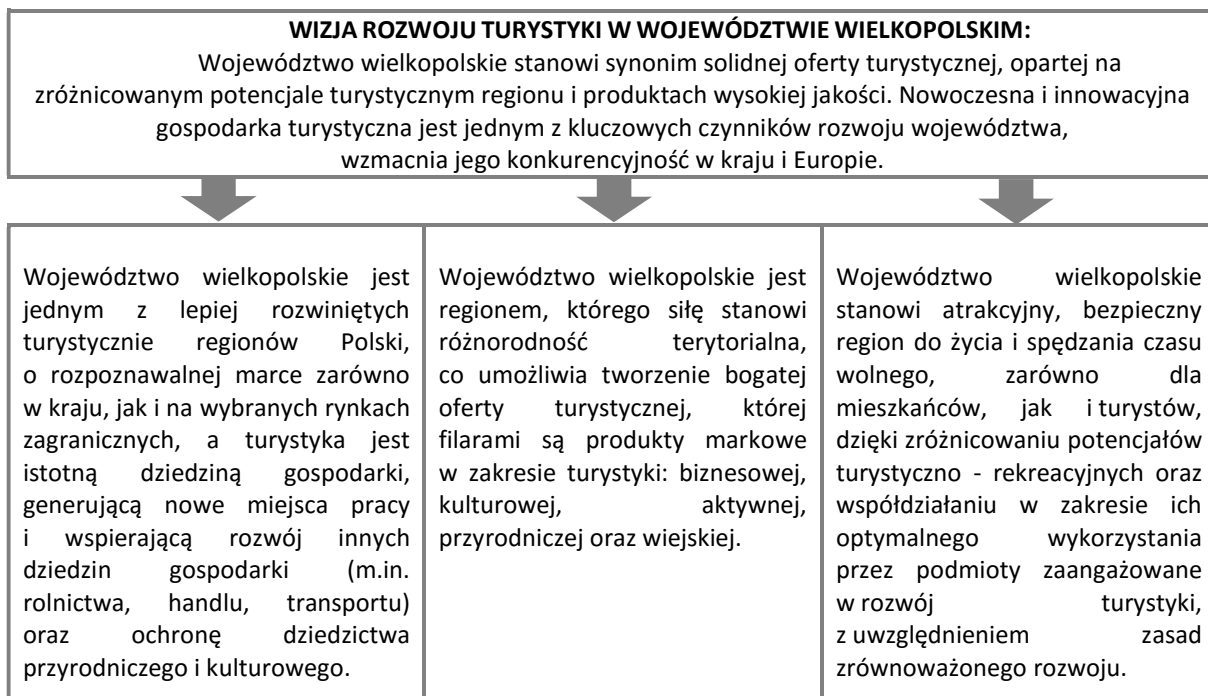 WIZJA ROZWOJU TURYSTYKI W WOJEWÓDZTWIE WIELKOPOLSKIM:
Województwo wielkopolskie stanowi synonim solidnej oferty turystycznej, opartej na
zróżnicowanym potencjale turystycznym regionu i produktach wysokiej jakości. Nowoczesna i innowacyjna
gospodarka turystyczna jest jednym z kluczowych czynników rozwoju województwa,
wzmacnia jego konkurencyjność w kraju i Europie.
Województwo wielkopolskie jest
jednym z lepiej rozwiniętych
turystycznie regionów Polski,
o rozpoznawalnej marce zarówno
w kraju, jak i na wybranych rynkach
zagranicznych, a turystyka jest
istotną dziedziną gospodarki,
generującą nowe miejsca pracy
i wspierającą rozwój innych
dziedzin gospodarki (m.in.
rolnictwa, handlu, transportu)
oraz ochronę dziedzictwa
przyrodniczego i kulturowego.
Województwo wielkopolskie jest
regionem, którego siłę stanowi
różnorodność terytorialna,
co umożliwia tworzenie bogatej
oferty turystycznej, której
filarami są produkty markowe
w zakresie turystyki: biznesowej,
kulturowej, aktywnej,
przyrodniczej oraz wiejskiej.
Województwo wielkopolskie
stanowi atrakcyjny, bezpieczny
region do życia i spędzania czasu
wolnego, zarówno dla
mieszkańców, jak i turystów,
dzięki zróżnicowaniu potencjałów
turystyczno - rekreacyjnych oraz
współdziałaniu w zakresie ich
optymalnego wykorzystania
przez podmioty zaangażowane
w rozwój turystyki,
z uwzględnieniem zasad
zrównoważonego rozwoju.